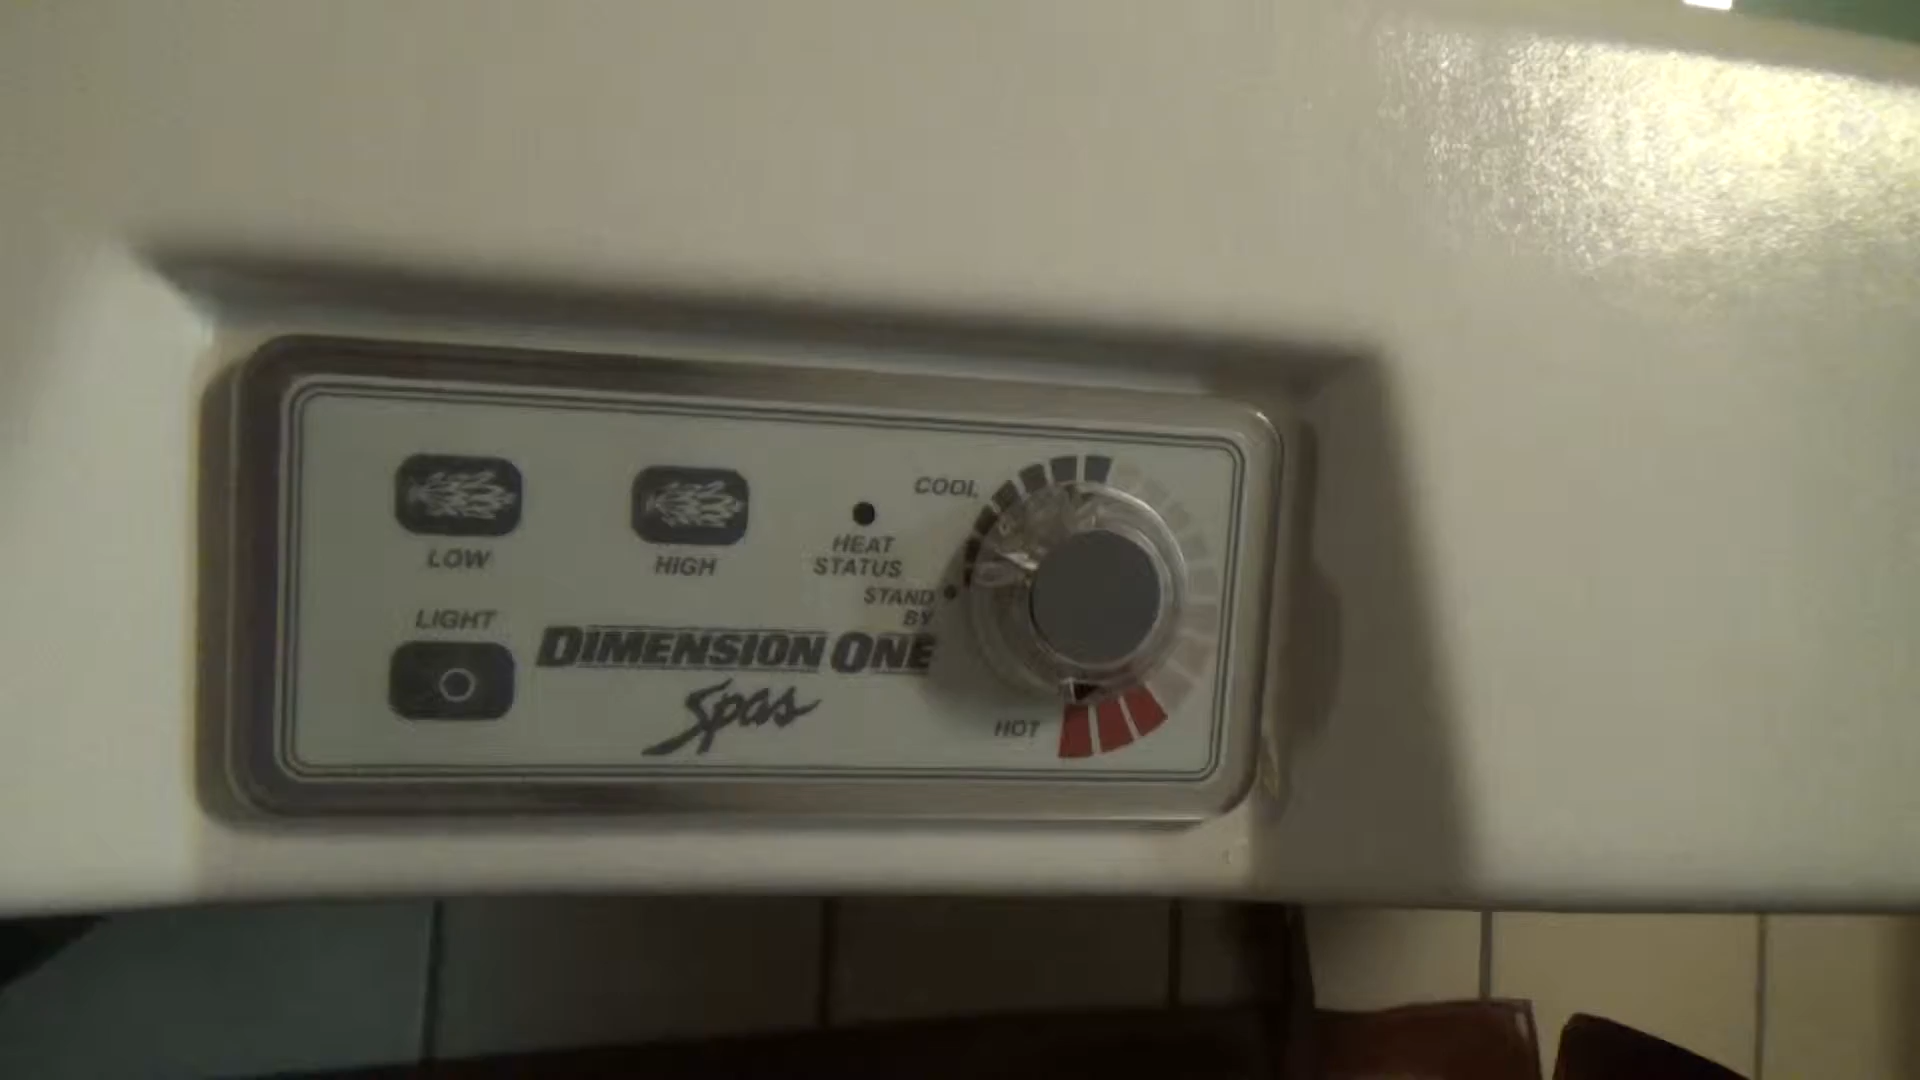 COOL
LOW
HIGH
HEAT
STATUS
STAND
BY
LIGHT
DIMENSION ONE
Spas
HOT